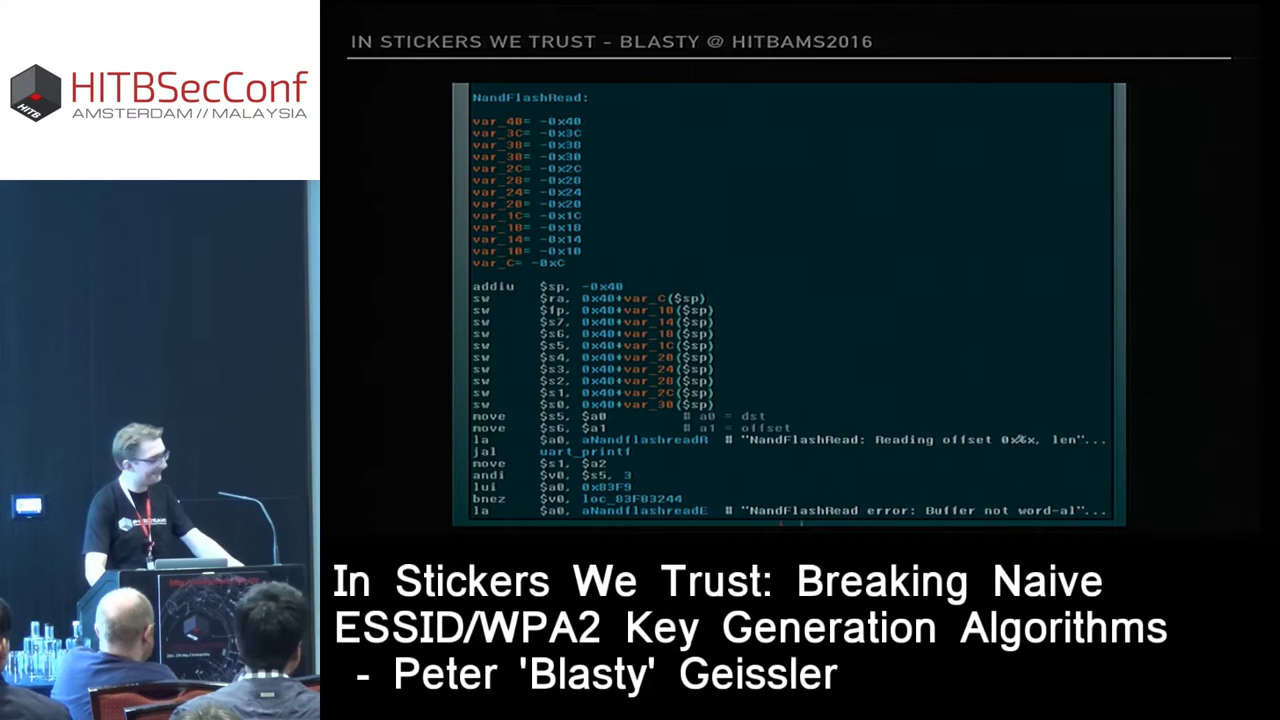 HITBSecConf
AMSTERDAM // MALAYSIA
HITB
IN STICKERS WE TRUST - BLASTY @ HITBAMS2016
NandFlashRead:
var_40= -0x40
var_3C= -0x3C
var_38= -0x38
var_30= -0x30
var_2C= -0x2C
var_28= -0x28
var_24= -0x24
var_20= -0x20
var_1C= -0x1C
var_18= -0x18
var_14= -0x14
var_10= -0x10
var_C= -0xC
addiu $sp, -0x40
sw $ra, 0x40+var_C($sp)
sw $fp, 0x40+var_10($sp)
sw $s7, 0x40+var_14($sp)
sw $s6, 0x40+var_18($sp)
sw $s5, 0x40+var_1C($sp)
sw $s4, 0x40+var_20($sp)
sw $s3, 0x40+var_24($sp)
sw $s2, 0x40+var_28($sp)
sw $s1, 0x40+var_2C($sp)
sw $s0, 0x40+var_30($sp)
move $s5, $a0 # a0 = dst
move $s6, $a1 # a1 = offset
la $a0, aNandflashreadR # "NandFlashRead: Reading offset 0x%x, len"...
jal uart_printf
move $s1, $a2
andi $v0, $s5, 3
lui $a0, 0x83F9
bnez $v0, loc_83F83244
la $a0, aNandflashreadE # "NandFlashRead error: Buffer not word-al"...
In Stickers We Trust: Breaking Naive
ESSID/WPA2 Key Generation Algorithms
- Peter 'Blasty' Geissler